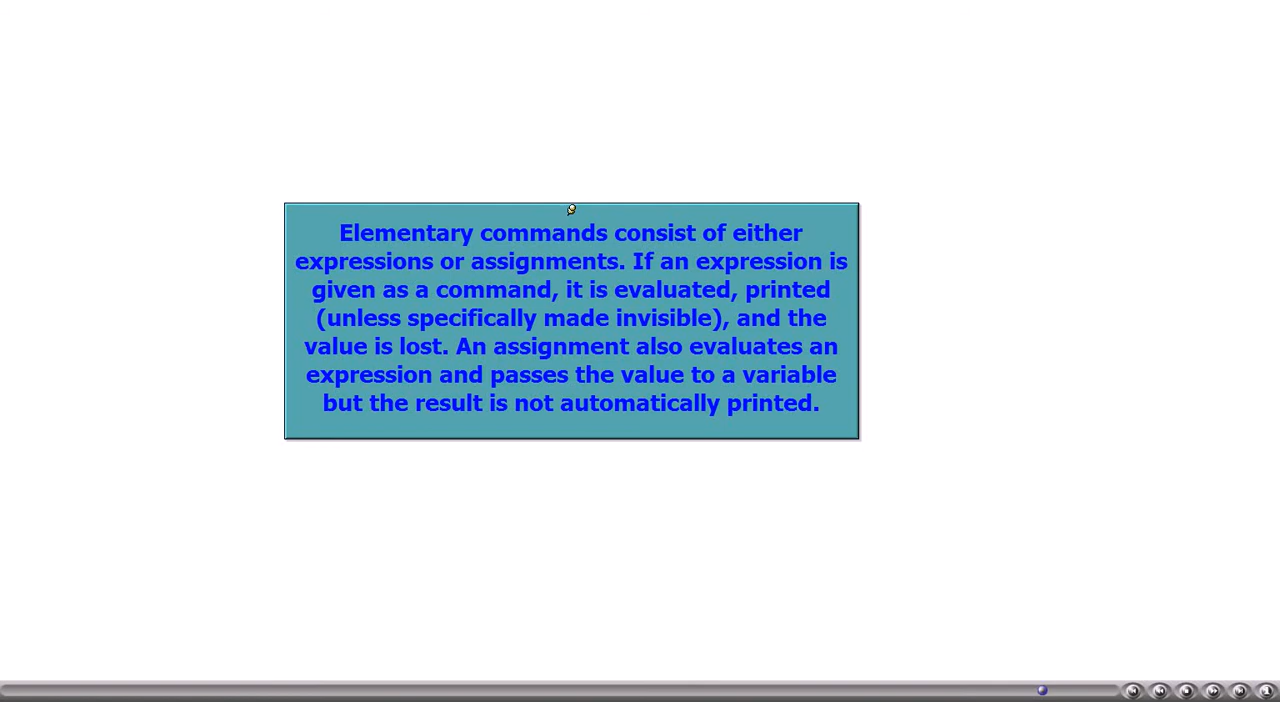 Elementary commands consist of either
expressions or assignments. If an expression is
given as a command, it is evaluated, printed
(unless specifically made invisible), and the
value is lost. An assignment also evaluates an
expression and passes the value to a variable
but the result is not automatically printed.